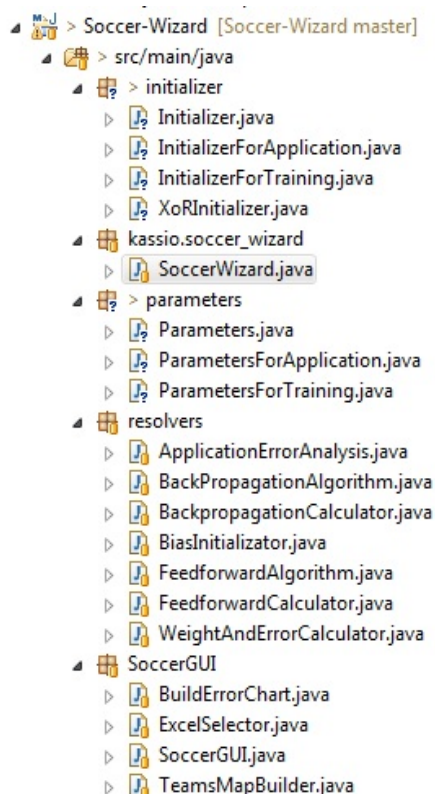 > Soccer-Wizard [Soccer-Wizard master]
> src/main/java
> initializer
Initializer.java
InitializerForApplication.java
InitializerForTraining.java
XoRInitializer.java
kassio.soccer_wizard
SoccerWizard.java
> parameters
Parameters.java
ParametersForApplication.java
ParametersForTraining.java
resolvers
ApplicationErrorAnalysis.java
BackPropagationAlgorithm.java
BackpropagationCalculator.java
BiasInitializator.java
FeedforwardAlgorithm.java
FeedforwardCalculator.java
WeightAndErrorCalculator.java
SoccerGUI
BuildErrorChart.java
ExcelSelector.java
SoccerGUI.java
TeamsMapBuilder.java